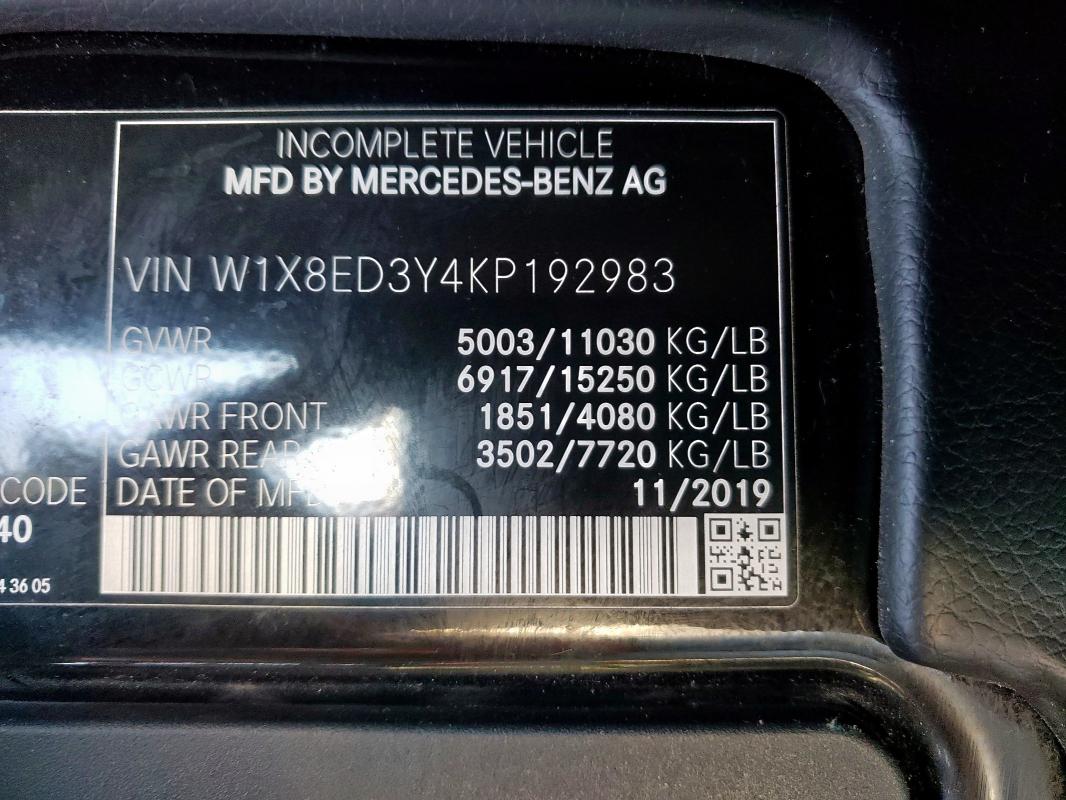 INCOMPLETE VEHICLE
MFD BY MERCEDES-BENZ AG
VIN W1X8ED3Y4KP192983
GVWR 5003/11030 KG/LB
GCWR 6917/15250 KG/LB
GAWR FRONT 1851/4080 KG/LB
GAWR REAR 3502/7720 KG/LB
CODE DATE OF MFD 11/2019
40
4 36 05